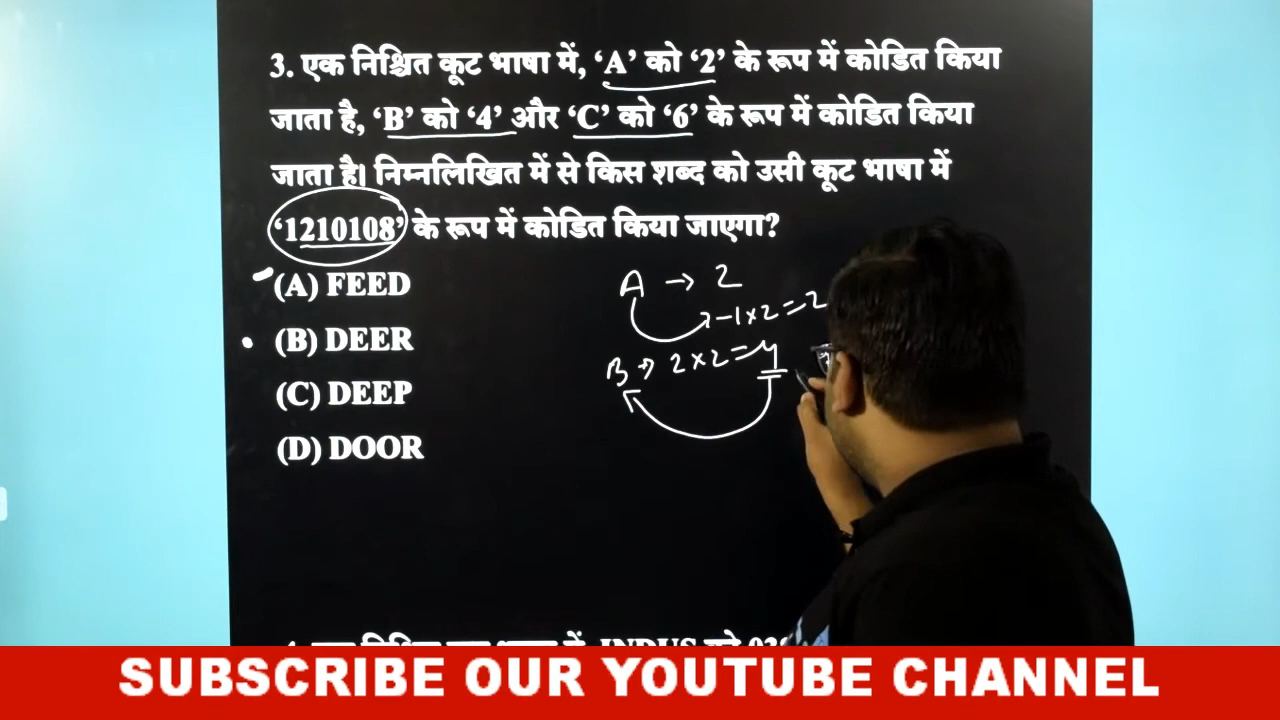 3. एक निश्चित कूट भाषा में, ‘A’ को ‘2’ के रूप में कोडित किया
जाता है, ‘B’ को ‘4’ और ‘C’ को ‘6’ के रूप में कोडित किया
जाता है। निम्नलिखित में से किस शब्द को उसी कूट भाषा में
‘1210108’ के रूप में कोडित किया जाएगा?
(A) FEED
(B) DEER
(C) DEEP
(D) DOOR
A → 2
→ 1×2=2
B → 2×2=4
INDUS
SUBSCRIBE OUR YOUTUBE CHANNEL